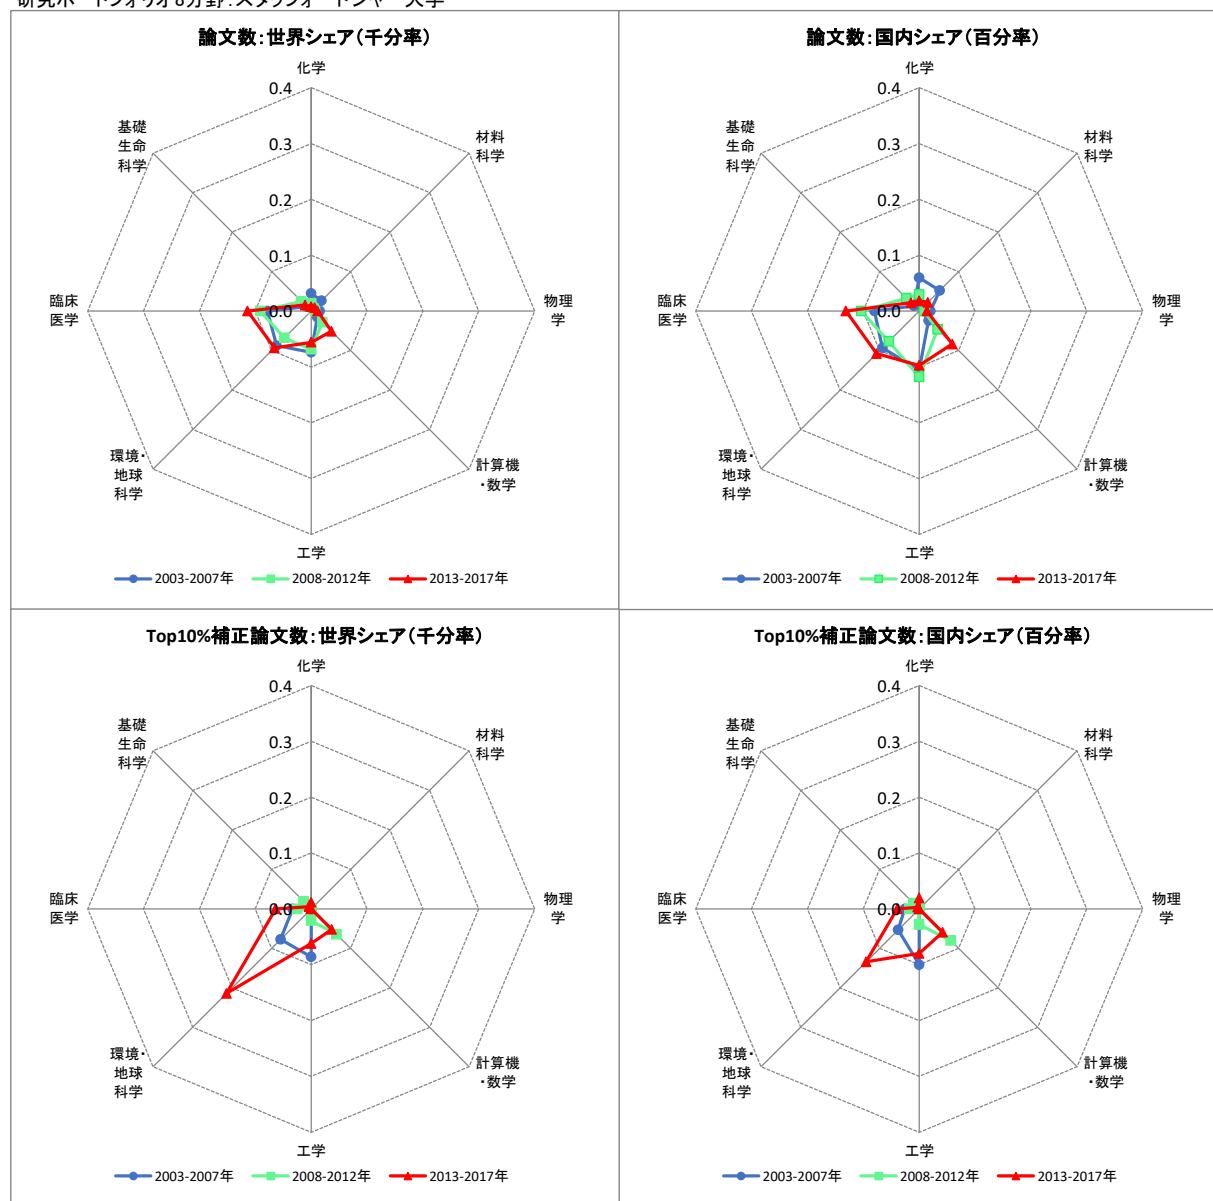 論文数:世界シェア(千分率)
化学
0.4
0.3
0.2
0.1
0.0
材料
科学
物理
学
計算機
・数学
工学
環境・
地球
科学
臨床
医学
基礎
生命
科学
2003-2007年
2008-2012年
2013-2017年
論文数:国内シェア(百分率)
化学
0.4
0.3
0.2
0.1
0.0
材料
科学
物理
学
計算機
・数学
工学
環境・
地球
科学
臨床
医学
基礎
生命
科学
2003-2007年
2008-2012年
2013-2017年
Top10%補正論文数:世界シェア(千分率)
化学
0.4
0.3
0.2
0.1
0.0
材料
科学
物理
学
計算機
・数学
工学
環境・
地球
科学
臨床
医学
基礎
生命
科学
2003-2007年
2008-2012年
2013-2017年
Top10%補正論文数:国内シェア(百分率)
化学
0.4
0.3
0.2
0.1
0.0
材料
科学
物理
学
計算機
・数学
工学
環境・
地球
科学
臨床
医学
基礎
生命
科学
2003-2007年
2008-2012年
2013-2017年